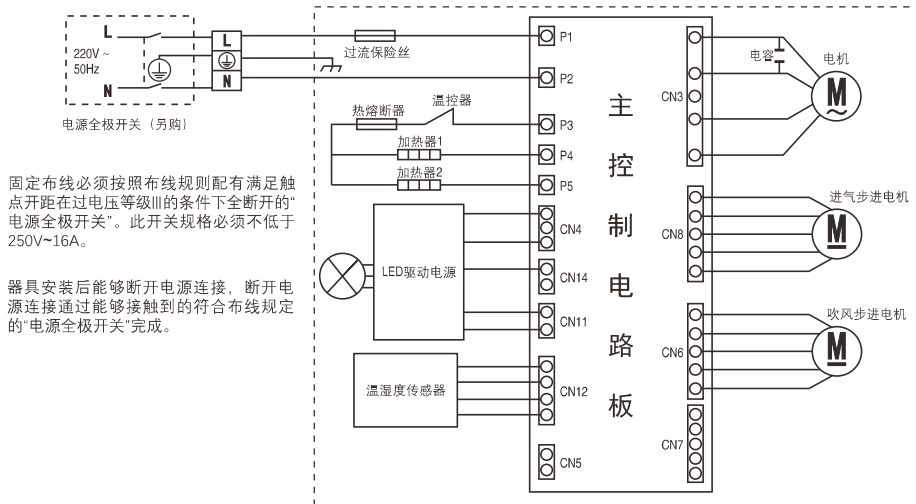 L
220V ~
50Hz
N
电源全极开关（另购）
L
N
过流保险丝
热熔断器
温控器
加热器1
加热器2
P1
P2
P3
P4
P5
固定布线必须按照布线规则配有满足触
点开距在过电压等级III的条件下全断开的“
电源全极开关”。此开关规格必须不低于
250V~16A。
器具安装后能够断开电源连接，断开电
源连接通过能够接触到的符合布线规定
的“电源全极开关”完成。
LED驱动电源
温湿度传感器
CN4
CN14
CN11
CN12
CN5
主控制电路板
CN3
CN8
CN6
CN7
电容
电机
M
~
进气步进电机
M
吹风步进电机
M